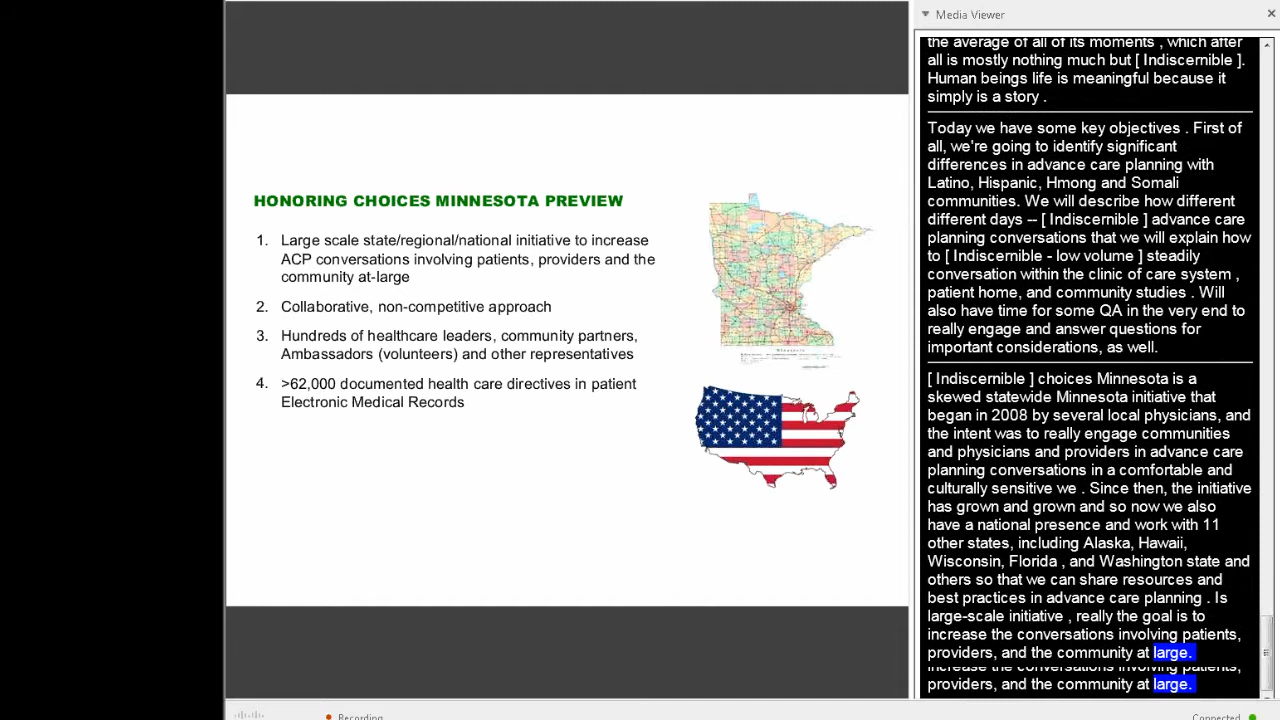 Media Viewer
HONORING CHOICES MINNESOTA PREVIEW
1. Large scale state/regional/national initiative to increase
ACP conversations involving patients, providers and the
community at-large
2. Collaborative, non-competitive approach
3. Hundreds of healthcare leaders, community partners,
Ambassadors (volunteers) and other representatives
4. >62,000 documented health care directives in patient
Electronic Medical Records
the average of all of its moments , which after
all is mostly nothing much but [ Indiscernible ].
Human beings life is meaningful because it
simply is a story .
Today we have some key objectives . First of
all, we're going to identify significant
differences in advance care planning with
Latino, Hispanic, Hmong and Somali
communities. We will describe how different
different days -- [ Indiscernible ] advance care
planning conversations that we will explain how
to [ Indiscernible - low volume ] steadily
conversation within the clinic of care system ,
patient home, and community studies . Will
also have time for some QA in the very end to
really engage and answer questions for
important considerations, as well.
[ Indiscernible ] choices Minnesota is a
skewed statewide Minnesota initiative that
began in 2008 by several local physicians, and
the intent was to really engage communities
and physicians and providers in advance care
planning conversations in a comfortable and
culturally sensitive we . Since then, the initiative
has grown and grown and so now we also
have a national presence and work with 11
other states, including Alaska, Hawaii,
Wisconsin, Florida , and Washington state and
others so that we can share resources and
best practices in advance care planning . Is
large-scale initiative , really the goal is to
increase the conversations involving patients,
providers, and the community at large.
increase the conversations involving patients,
providers, and the community at large.
Recording
Connected